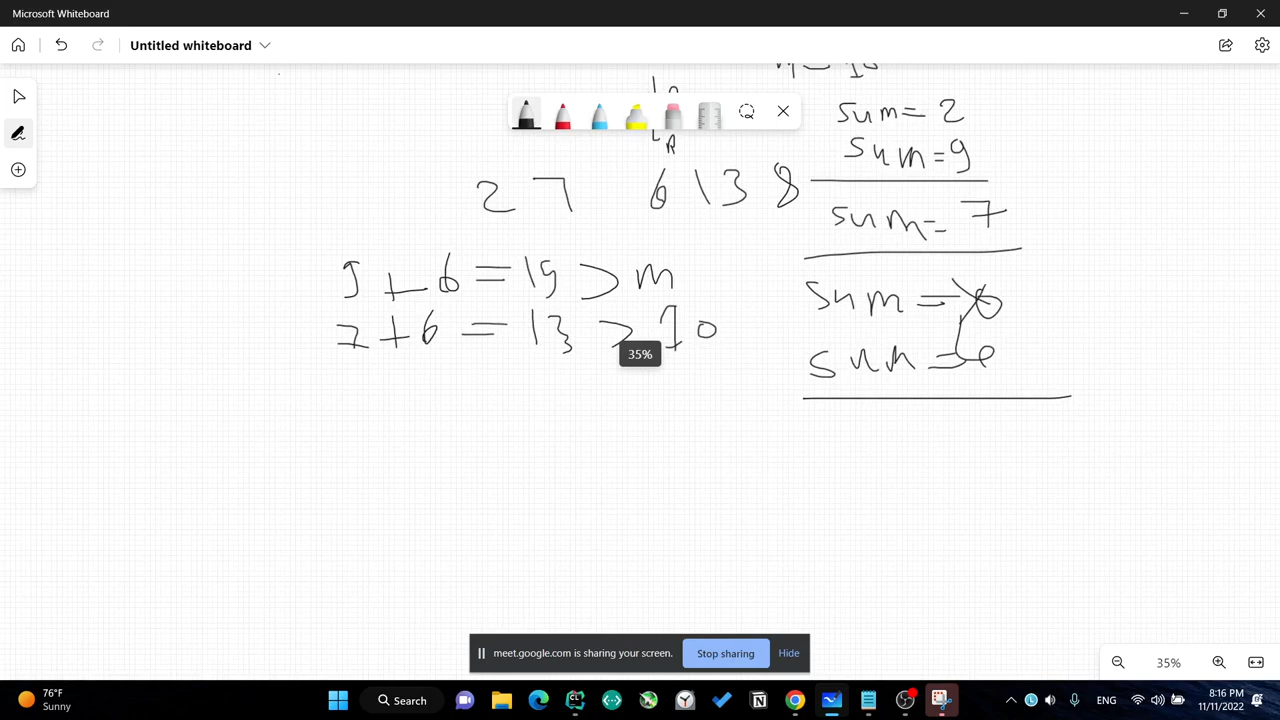 Microsoft Whiteboard
Untitled whiteboard
sum = 2
sum = 9
2 7 6 1 3 8
sum = 7
9 + 6 = 15 > m
sum =
7 + 6 = 13 > 10
35%
sum =
R
meet.google.com is sharing your screen.
Stop sharing
Hide
35%
76°F
Sunny
Search
ENG
8:16 PM
11/11/2022